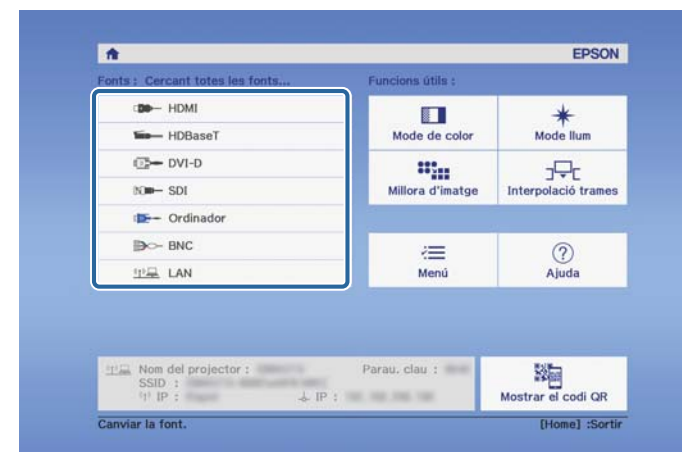 EPSON
Fonts : Cercant totes les fonts...
HDMI
HDBaseT
DVI-D
SDI
Ordinador
BNC
LAN
Funcions útils :
Mode de color
Mode llum
Millora d'imatge
Interpolació trames
Menú
Ajuda
Nom del projector :
Parau. clau :
SSID :
IP :
IP :
Mostrar el codi QR
Canviar la font.
[Home] :Sortir